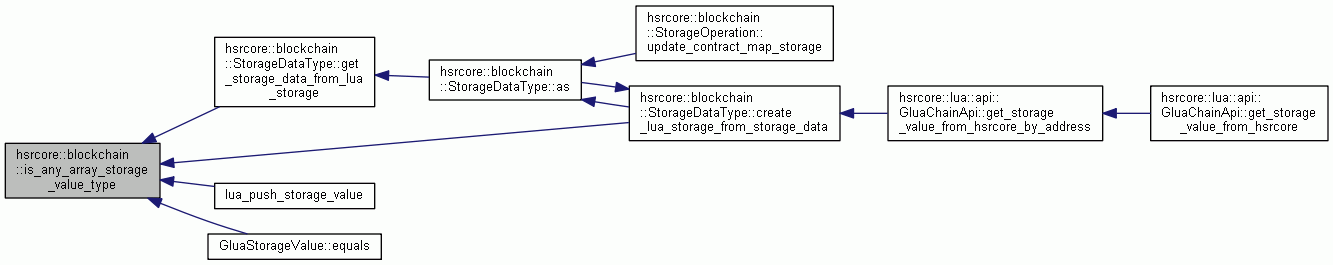 hsrcore::blockchain
::is_any_array_storage
_value_type
hsrcore::blockchain
::StorageDataType::get
_storage_data_from_lua
_storage
hsrcore::blockchain
::StorageDataType::as
hsrcore::blockchain
::StorageOperation::
update_contract_map_storage
hsrcore::blockchain
::StorageDataType::create
_lua_storage_from_storage_data
hsrcore::lua::api::
GluaChainApi::get_storage
_value_from_hsrcore_by_address
hsrcore::lua::api::
GluaChainApi::get_storage
_value_from_hsrcore
lua_push_storage_value
GluaStorageValue::equals